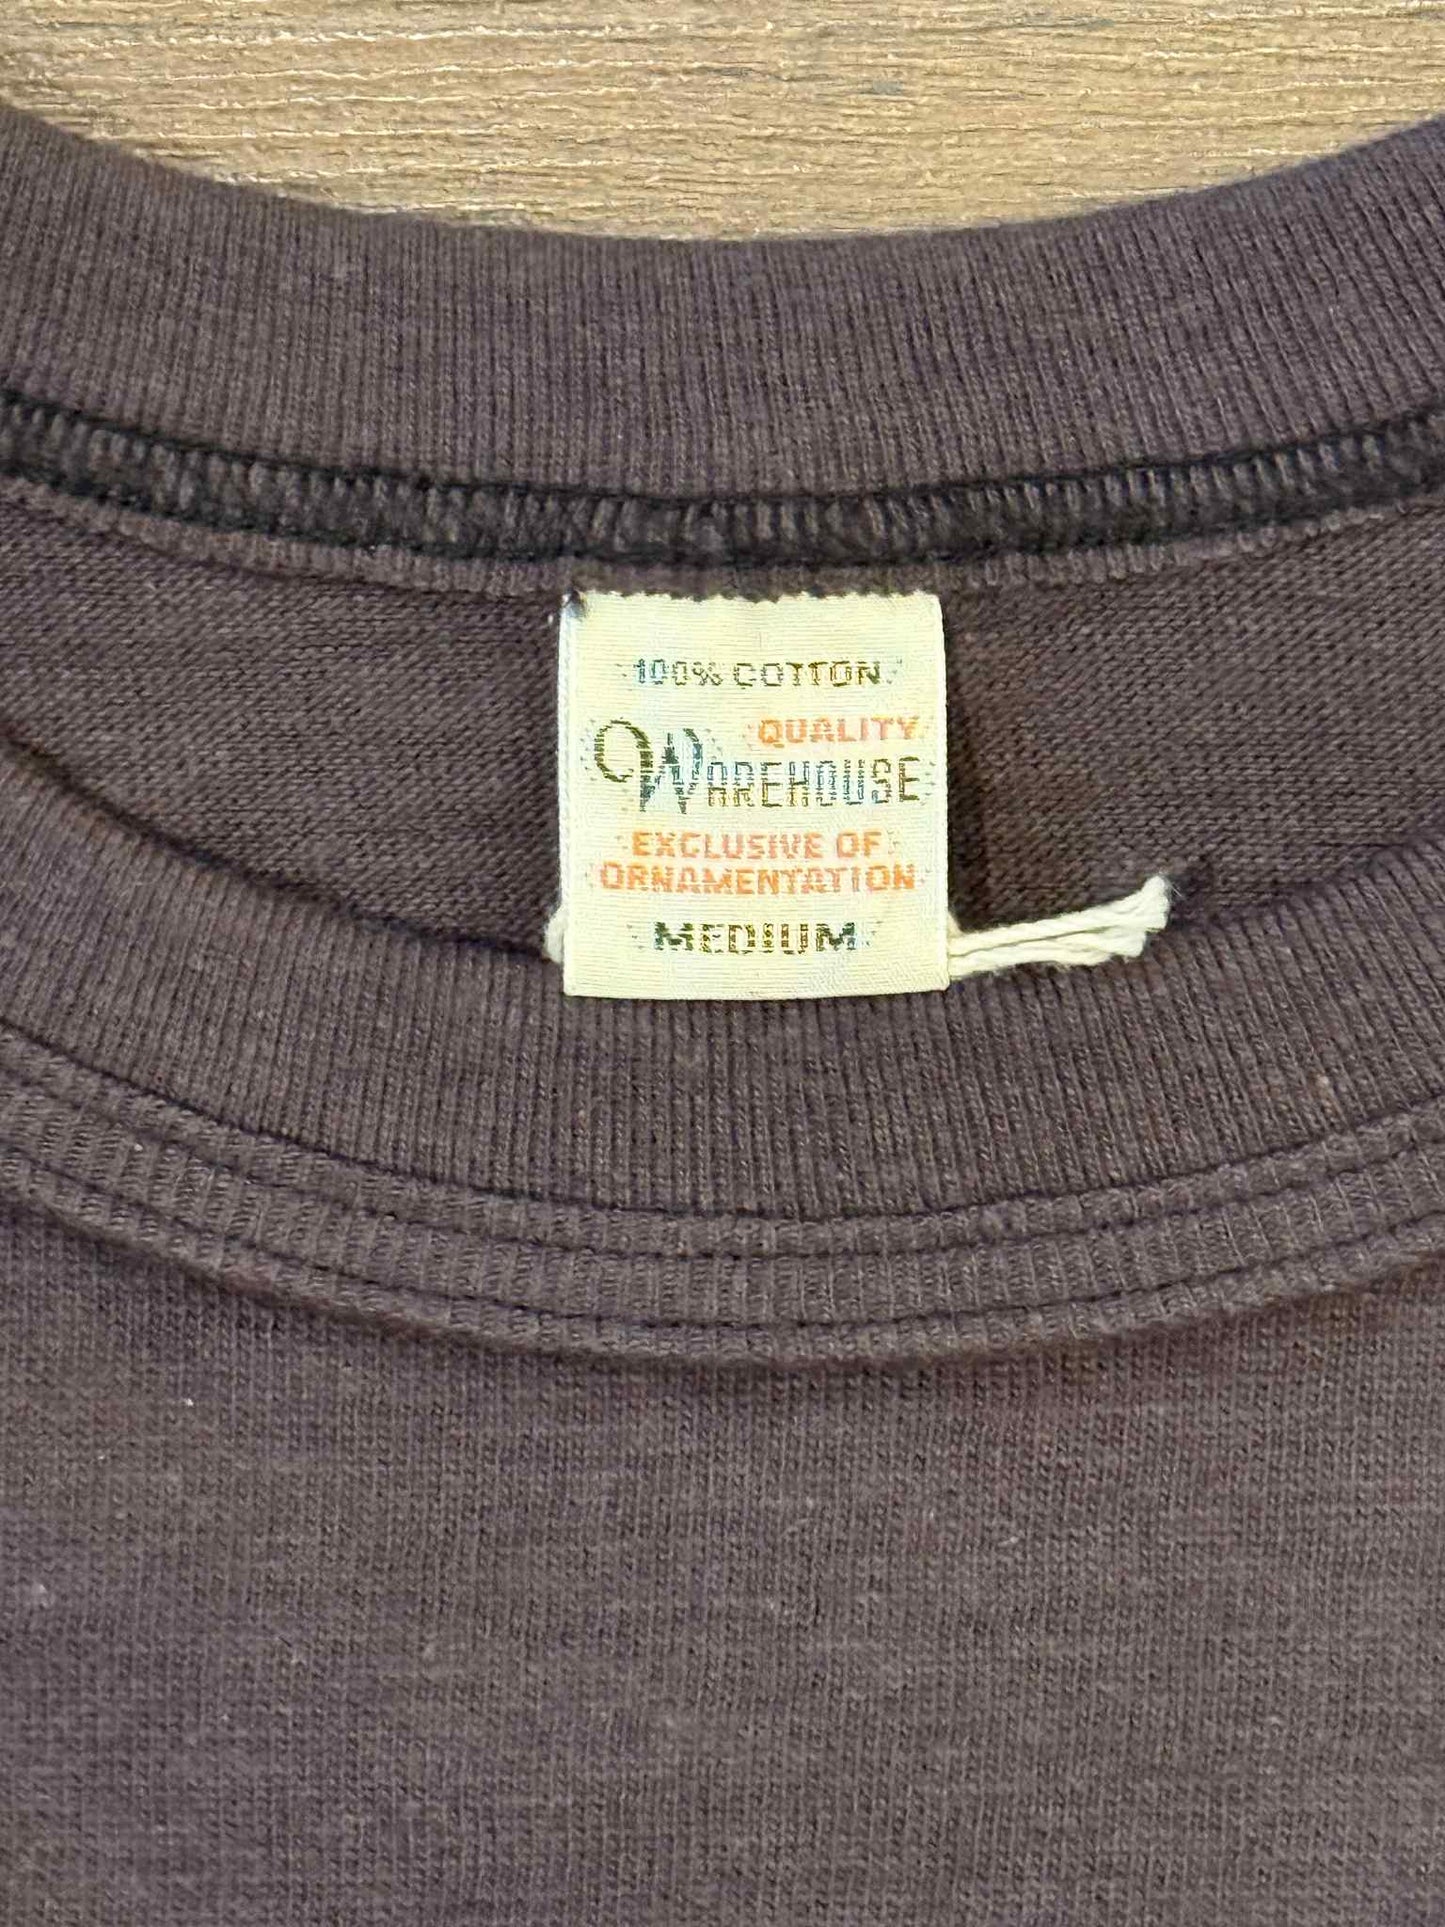 100% COTTON
QUALITY
WAREHOUSE
EXCLUSIVE OF
ORNAMENTATION
MEDIUM